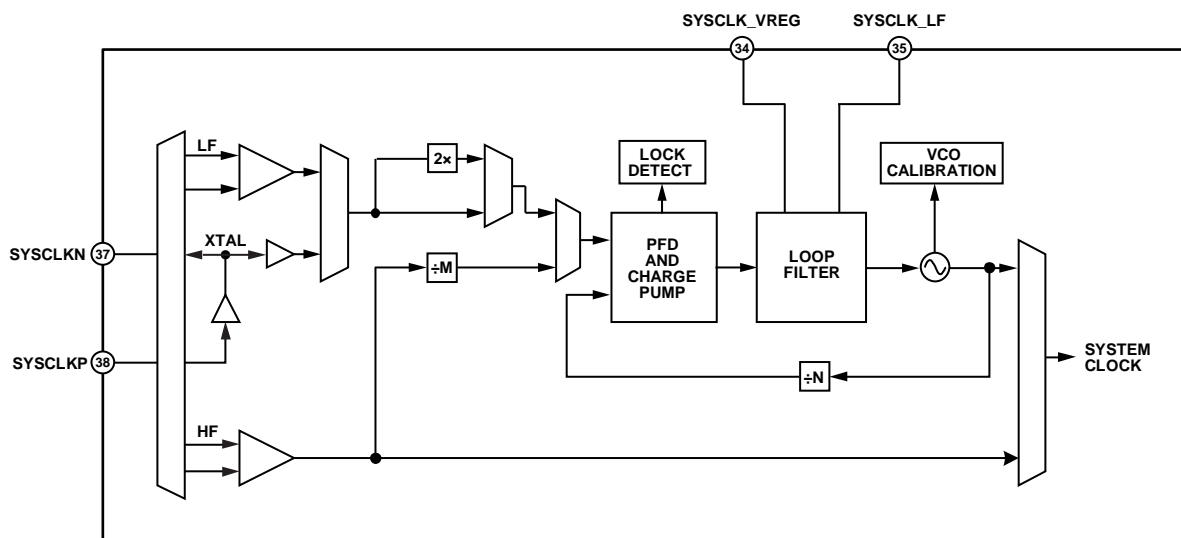 SYSCLK_VREG
SYSCLK_LF
34
35
LF
2×
LOCK
DETECT
VCO
CALIBRATION
SYSCLKN
37
XTAL
PFD
AND
CHARGE
PUMP
LOOP
FILTER
÷M
SYSCLKP
38
÷N
SYSTEM
CLOCK
HF